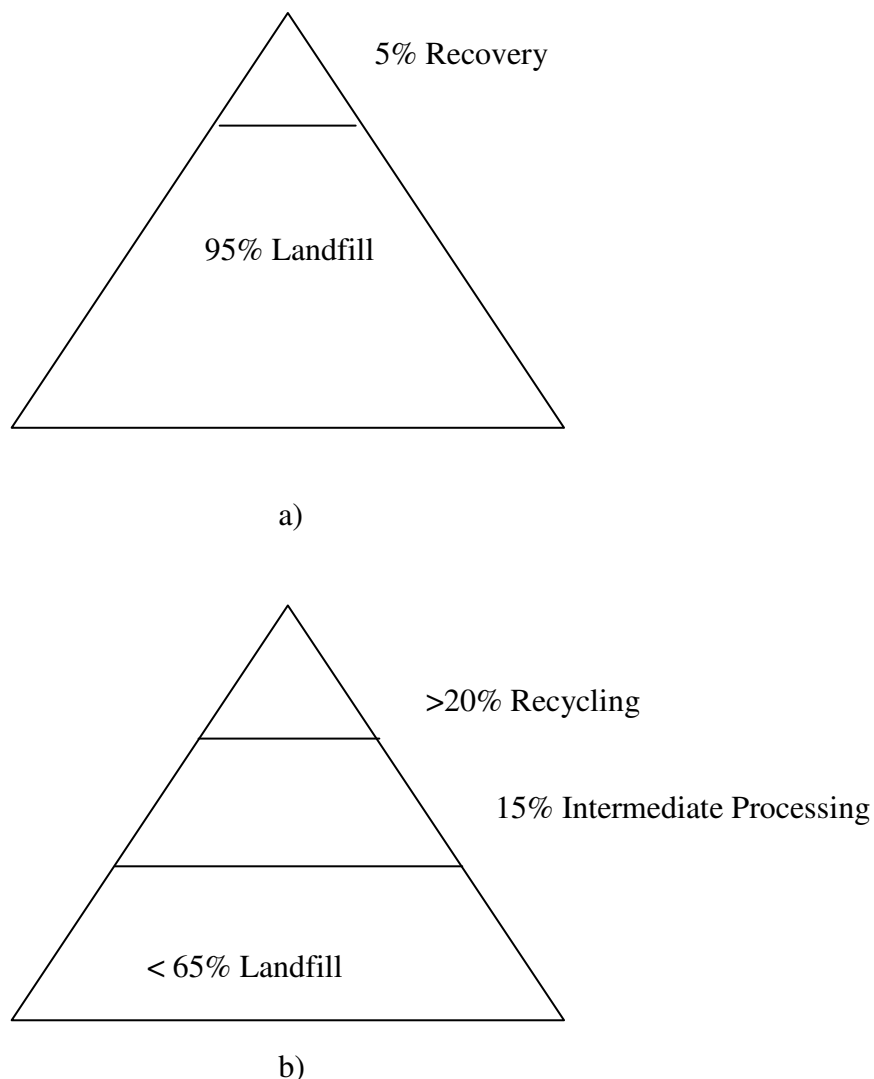 5% Recovery
95% Landfill
a)
>20% Recycling
15% Intermediate Processing
< 65% Landfill
b)